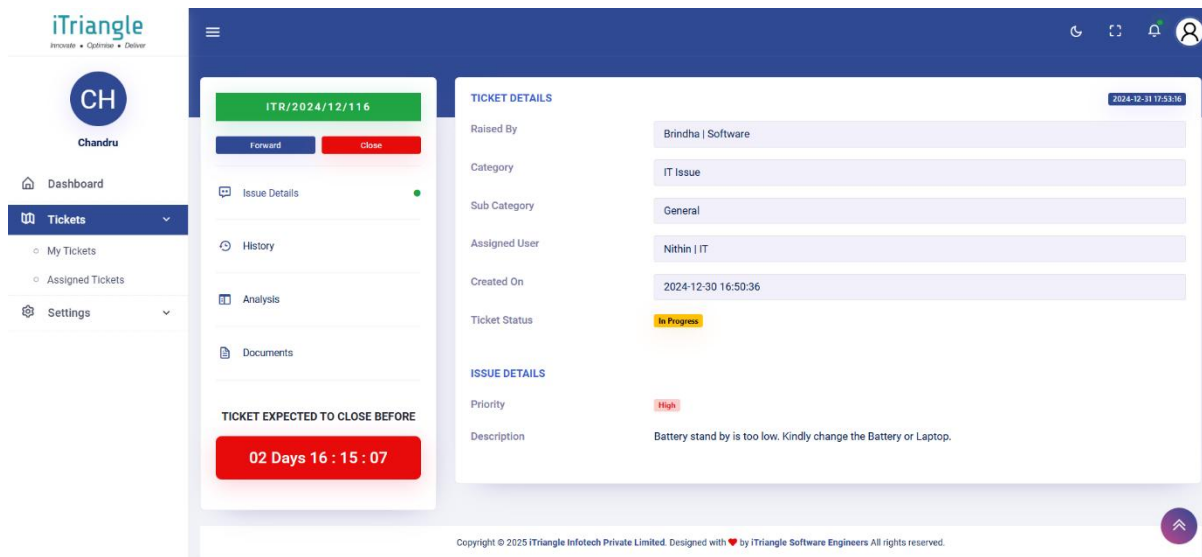 iTriangle
Innovate • Optimise • Deliver
CH
Chandru
Dashboard
Tickets
My Tickets
Assigned Tickets
Settings
ITR/2024/12/116
Forward Close
Issue Details
History
Analysis
Documents
TICKET EXPECTED TO CLOSE BEFORE
02 Days 16 : 15 : 07
TICKET DETAILS 2024-12-31 17:53:16
Raised By Brindha | Software
Category IT Issue
Sub Category General
Assigned User Nithin | IT
Created On 2024-12-30 16:50:36
Ticket Status In Progress
ISSUE DETAILS
Priority High
Description Battery stand by is too low. Kindly change the Battery or Laptop.
Copyright © 2025 iTriangle Infotech Private Limited. Designed with ❤ by iTriangle Software Engineers All rights reserved.